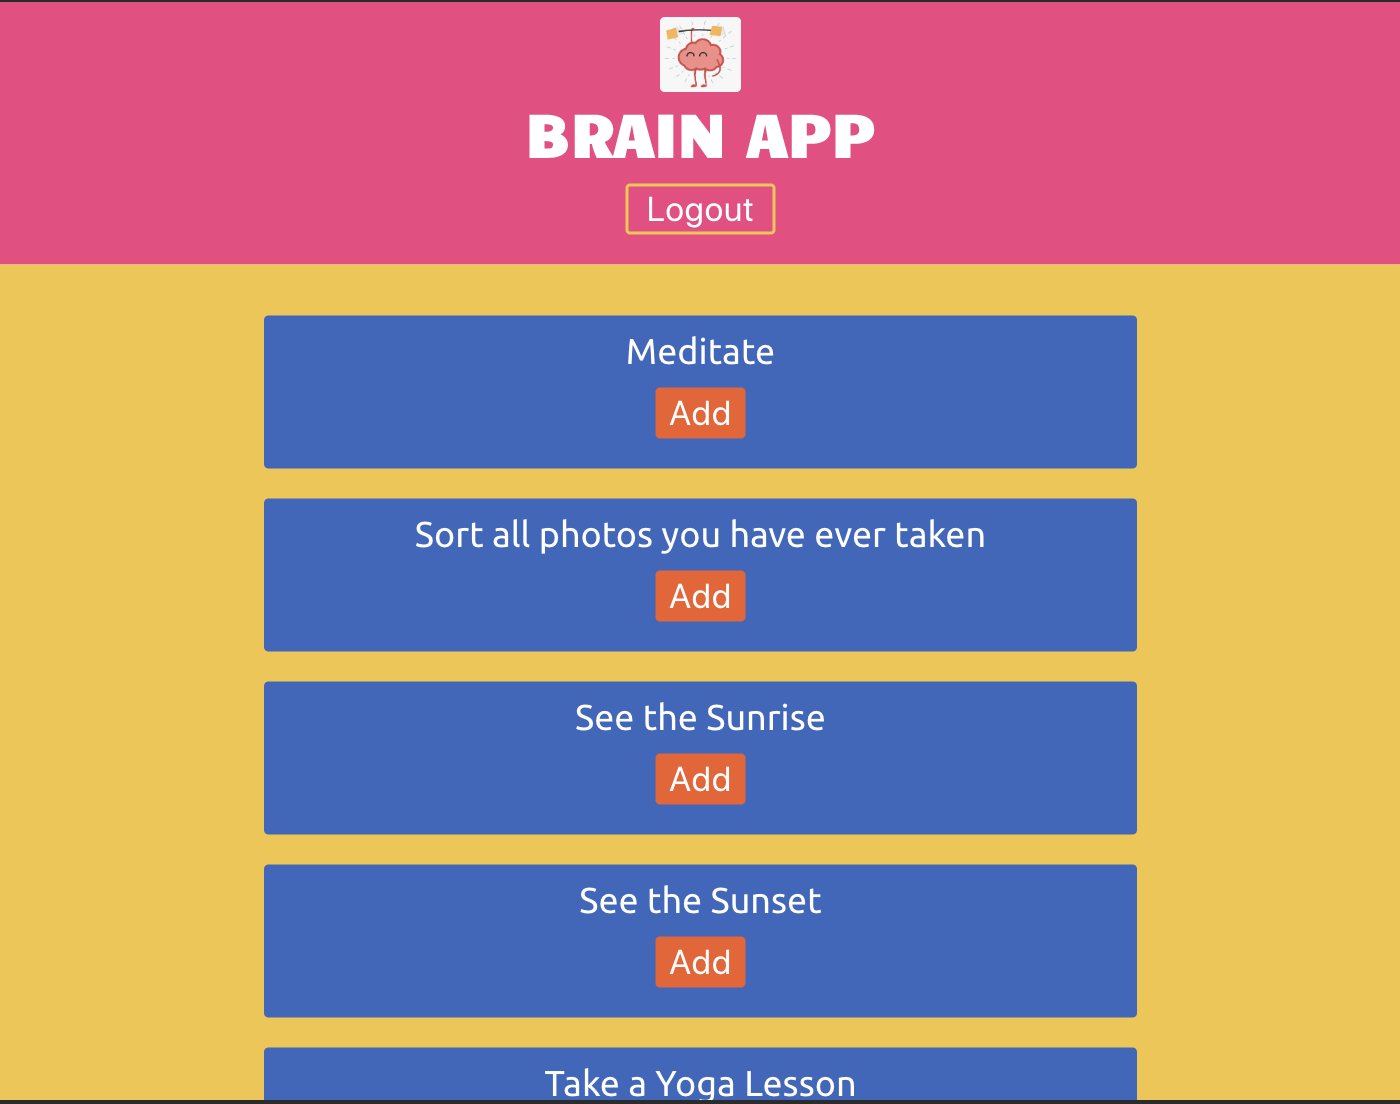 BRAIN APP
Logout
Meditate
Add
Sort all photos you have ever taken
Add
See the Sunrise
Add
See the Sunset
Add
Take a Yoga Lesson